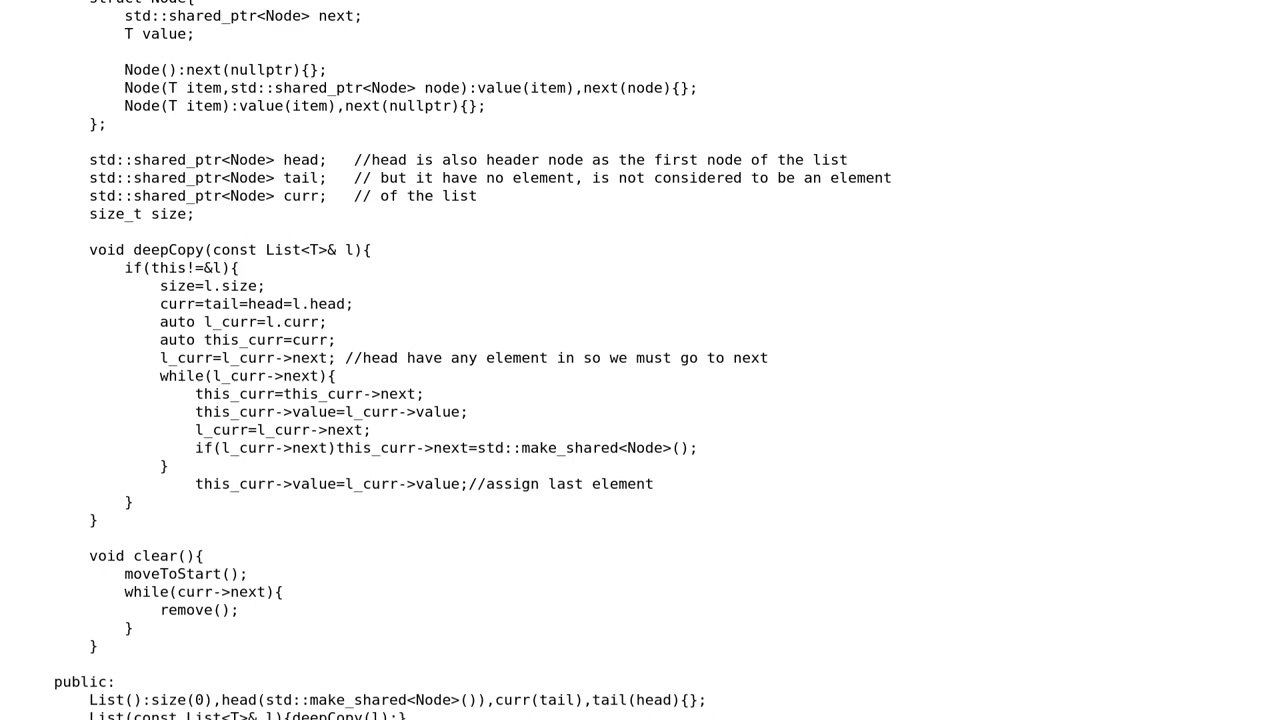 struct Node{
std::shared_ptr<Node> next;
T value;
Node():next(nullptr){};
Node(T item,std::shared_ptr<Node> node):value(item),next(node){};
Node(T item):value(item),next(nullptr){};
};
std::shared_ptr<Node> head;   //head is also header node as the first node of the list
std::shared_ptr<Node> tail;   // but it have no element, is not considered to be an element
std::shared_ptr<Node> curr;   // of the list
size_t size;
void deepCopy(const List<T>& l){
if(this!=&l){
size=l.size;
curr=tail=head=l.head;
auto l_curr=l.curr;
auto this_curr=curr;
l_curr=l_curr->next; //head have any element in so we must go to next
while(l_curr->next){
this_curr=this_curr->next;
this_curr->value=l_curr->value;
l_curr=l_curr->next;
if(l_curr->next)this_curr->next=std::make_shared<Node>();
}
this_curr->value=l_curr->value;//assign last element
}
}
void clear(){
moveToStart();
while(curr->next){
remove();
}
}
public:
List():size(0),head(std::make_shared<Node>()),curr(tail),tail(head){};
List(const List<T>& l){deepCopy(l);}